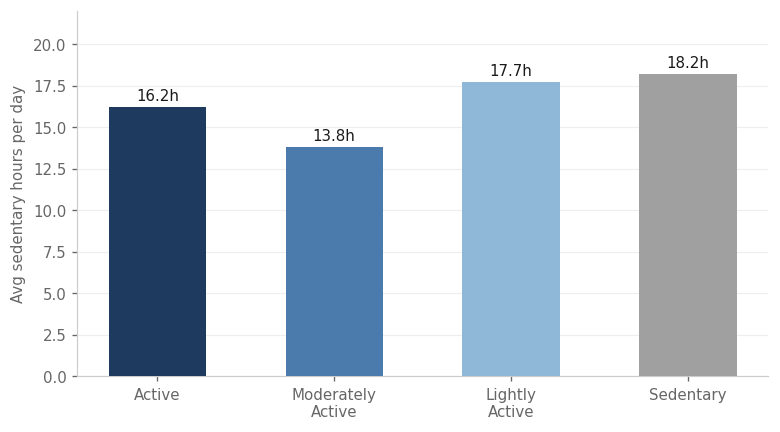 Avg sedentary hours per day
20.0
17.5
15.0
12.5
10.0
7.5
5.0
2.5
0.0
16.2h
13.8h
17.7h
18.2h
Active
Moderately
Active
Lightly
Active
Sedentary